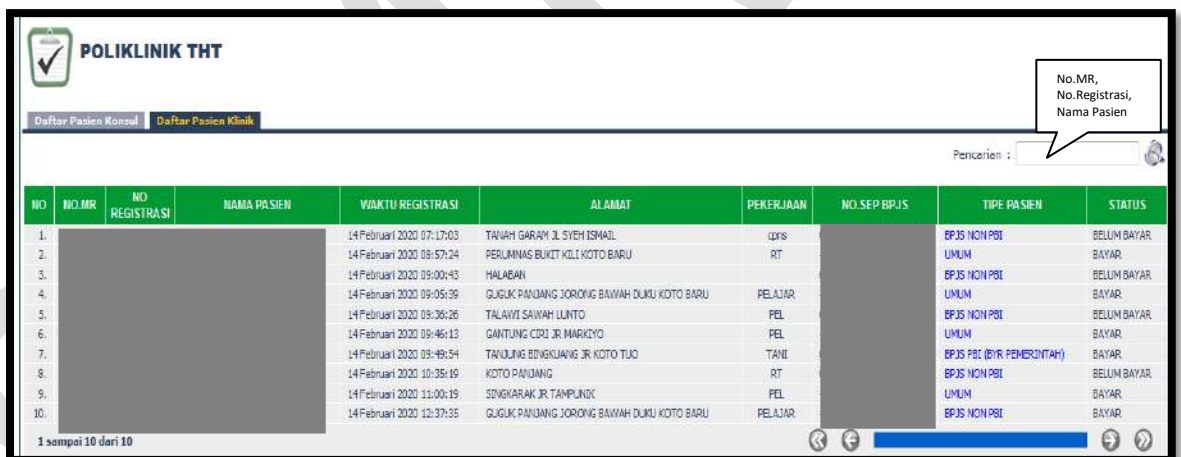 POLIKLINIK THT
No.MR,
No.Registrasi,
Nama Pasien
Daftar Pasien Konsul Daftar Pasien Klinik
Pencarian :
NO NO.MR NO REGISTRASI NAMA PASIEN WAKTU REGISTRASI ALAMAT PEKERJAAN NO.SEP BPJS TIPE PASIEN STATUS
1. 14 Februari 2020 07:17:03 TANAH GARAM JL SYEH ISMAIL cpns BPJS NON PBI BELUM BAYAR
2. 14 Februari 2020 08:57:24 PERUMNAS BUKIT KILI KOTO BARU RT UMUM BAYAR
3. 14 Februari 2020 09:00:43 HALABAN BPJS NON PBI BELUM BAYAR
4. 14 Februari 2020 09:05:39 GUGUK PANJANG JORONG BAWAH DUKU KOTO BARU PELAJAR UMUM BAYAR
5. 14 Februari 2020 09:36:26 TALAWI SAWAH LUNTO PEL BPJS NON PBI BELUM BAYAR
6. 14 Februari 2020 09:46:13 GANTUNG CIRI JR MARKIYO PEL UMUM BAYAR
7. 14 Februari 2020 09:49:54 TANJUNG BINGKUANG JR KOTO TUO TANI BPJS PBI (BYR PEMERINTAH) BAYAR
8. 14 Februari 2020 10:35:19 KOTO PANJANG RT BPJS NON PBI BELUM BAYAR
9. 14 Februari 2020 11:00:19 SINGKARAK JR TAMPUNIK PEL UMUM BAYAR
10. 14 Februari 2020 12:37:35 GUGUK PANJANG JORONG BAWAH DUKU KOTO BARU PELAJAR BPJS NON PBI BAYAR
1 sampai 10 dari 10